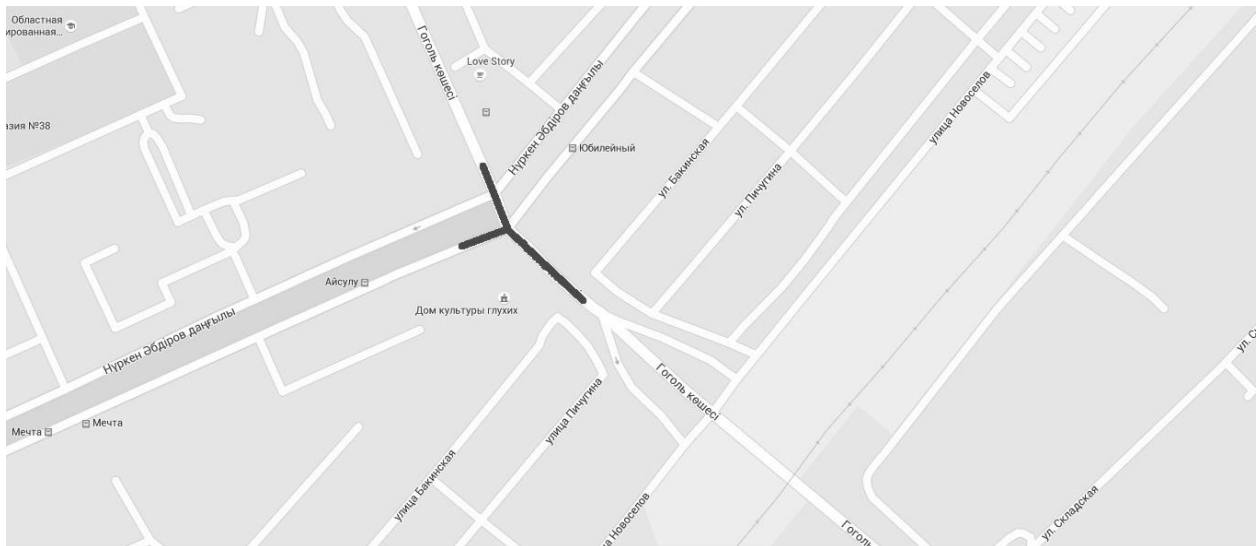 Областная
ированная...
Гоголь көшесі
Love Story
Нүркен Әбдіров даңғылы
улица Новоселов
азия №38
Юбилейный
ул. Бакинская
ул. Пичугина
Айсулу
Дом культуры глухих
Нүркен Әбдіров даңғылы
Гоголь көшесі
улица Пичугина
Мечта
Мечта
улица Бакинская
ца Новоселов
Гоголь
ул. Складская
ул. С